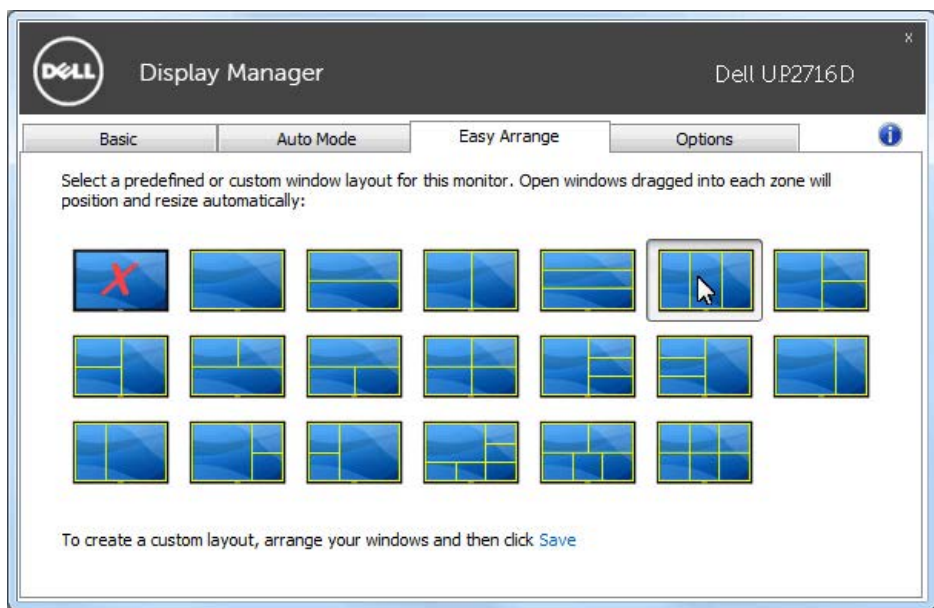 DELL
Display Manager
Dell UP2716D
x
Basic
Auto Mode
Easy Arrange
Options
i
Select a predefined or custom window layout for this monitor. Open windows dragged into each zone will
position and resize automatically:
X
To create a custom layout, arrange your windows and then click Save